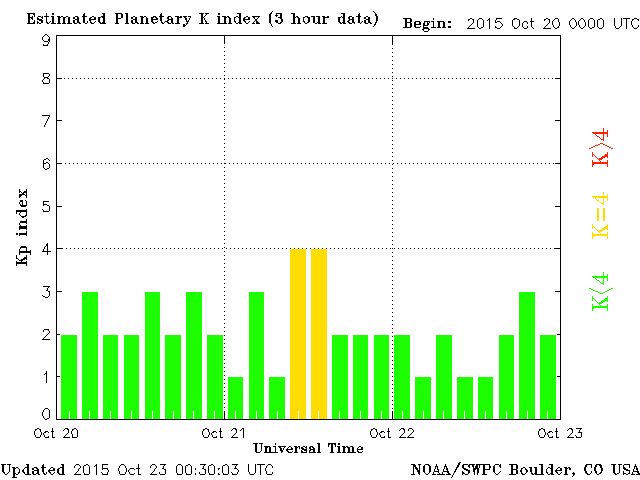 Estimated Planetary K index (3 hour data) Begin: 2015 Oct 20 0000 UTC
9
8
7
6
5
4
3
2
1
0
Kp index
K>4
K=4
K<4
Oct 20 Oct 21 Oct 22 Oct 23
Universal Time
Updated 2015 Oct 23 00:30:03 UTC NOAA/SWPC Boulder, CO USA